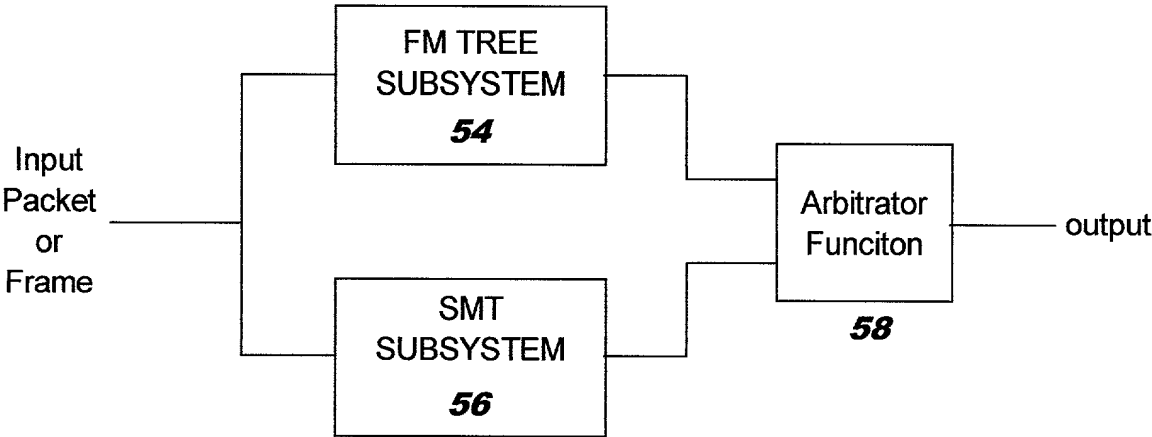 FM TREE
SUBSYSTEM
54
Input
Packet
or
Frame
Arbitrator
Funciton
58
output
SMT
SUBSYSTEM
56